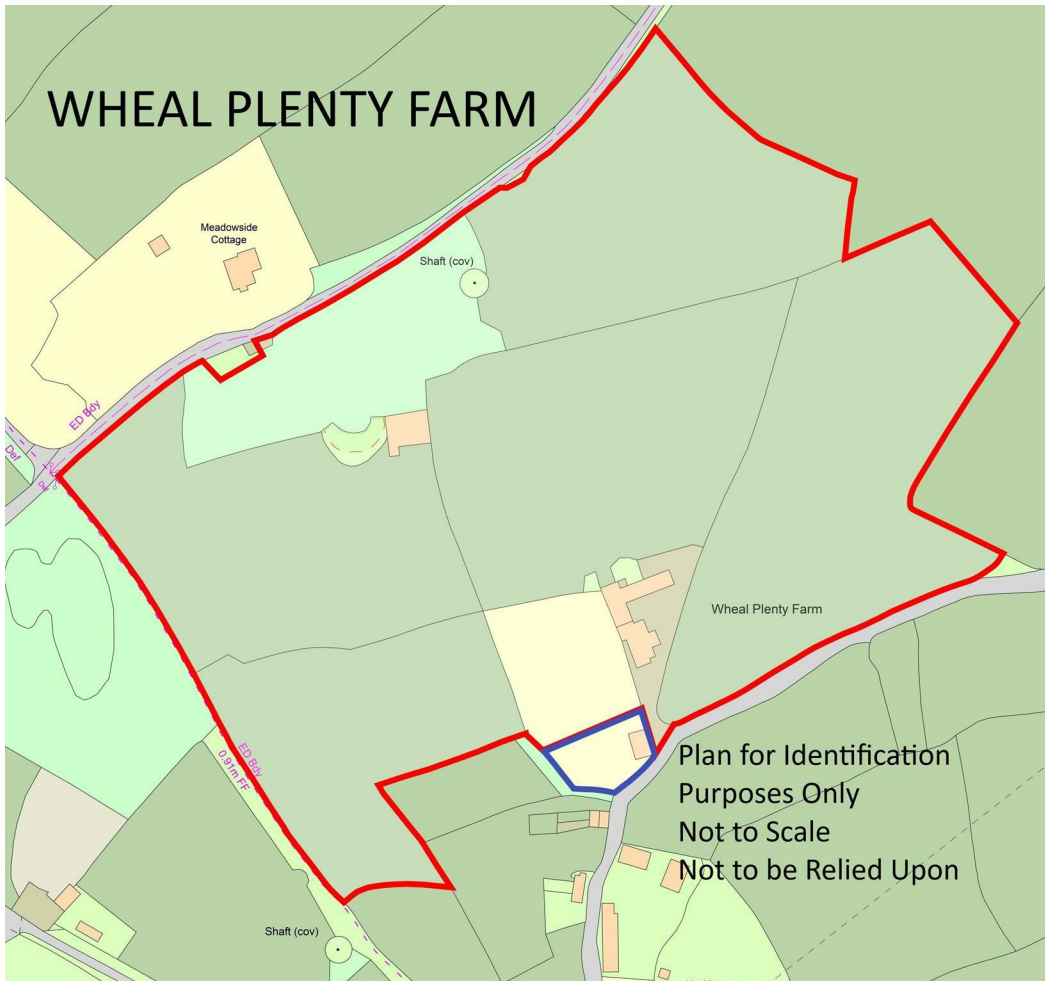 WHEAL PLENTY FARM
Meadowside
Cottage
Shaft (cov)
ED Bdy
Def
Wheal Plenty Farm
ED Bdy
0.91m FF
Plan for Identification
Purposes Only
Not to Scale
Not to be Relied Upon
Shaft (cov)